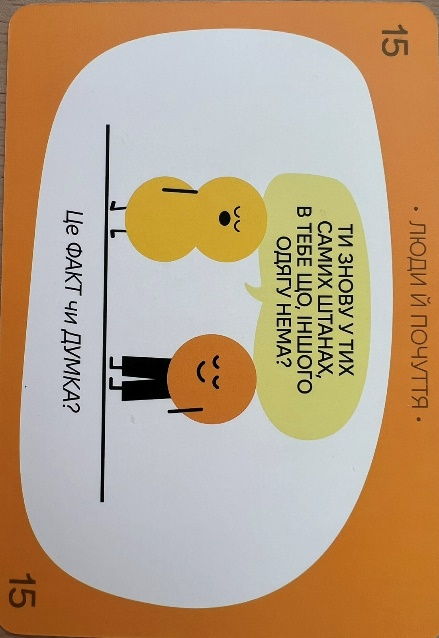 15
• ЛЮДИ Й ПОЧУТТЯ •
ТИ ЗНОВУ У ТИХ
САМИХ ШТАНАХ,
В ТЕБЕ ЩО, ІНШОГО
ОДЯГУ НЕМА?
Це ФАКТ чи ДУМКА?
15